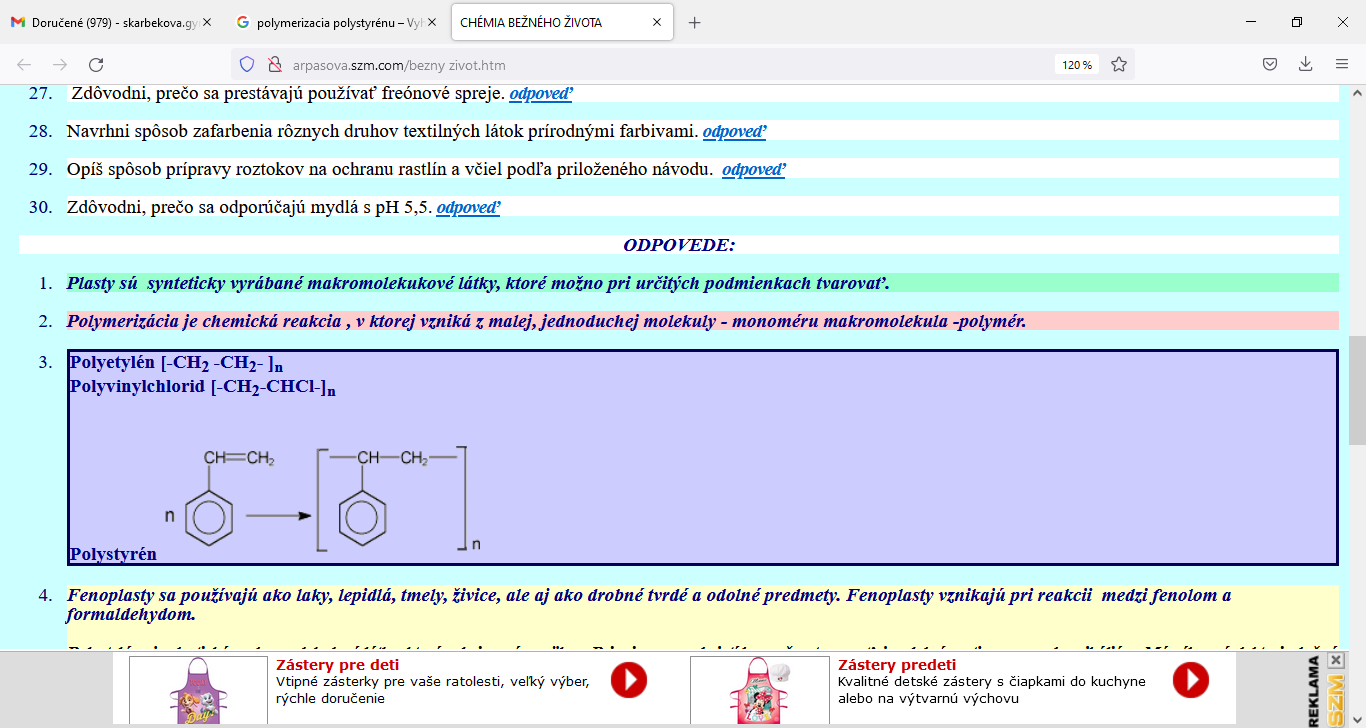 Doručené (979) - skarbekova.gy
polymerizacia polystyrénu – Vyh
CHÉMIA BEŽNÉHO ŽIVOTA
arpasova.szm.com/bezny zivot.htm
120 %
27. Zdôvodni, prečo sa prestávajú používať freónové spreje. odpoveď
28. Navrhni spôsob zafarbenia rôznych druhov textilných látok prírodnými farbivami. odpoveď
29. Opíš spôsob prípravy roztokov na ochranu rastlín a včiel podľa priloženého návodu. odpoveď
30. Zdôvodni, prečo sa odporúčajú mydlá s pH 5,5. odpoveď
ODPOVEDE:
1. Plasty sú synteticky vyrábané makromolekukové látky, ktoré možno pri určitých podmienkach tvarovať.
2. Polymerizácia je chemická reakcia , v ktorej vzniká z malej, jednoduchej molekuly - monoméru makromolekula -polymér.
3. Polyetylén [-CH2 -CH2- ]n
Polyvinylchlorid [-CH2-CHCl-]n
CH=CH2
CH—CH2
n
n
Polystyrén
4. Fenoplasty sa používajú ako laky, lepidlá, tmely, živice, ale aj ako drobné tvrdé a odolné predmety. Fenoplasty vznikajú pri reakcii medzi fenolom a
formaldehydom.
Zástery pre deti
Vtipné zásterky pre vaše ratolesti, veľký výber,
rýchle doručenie
Zástery predeti
Kvalitné detské zástery s čiapkami do kuchyne
alebo na výtvarnú výchovu
REKLAMA
SZM